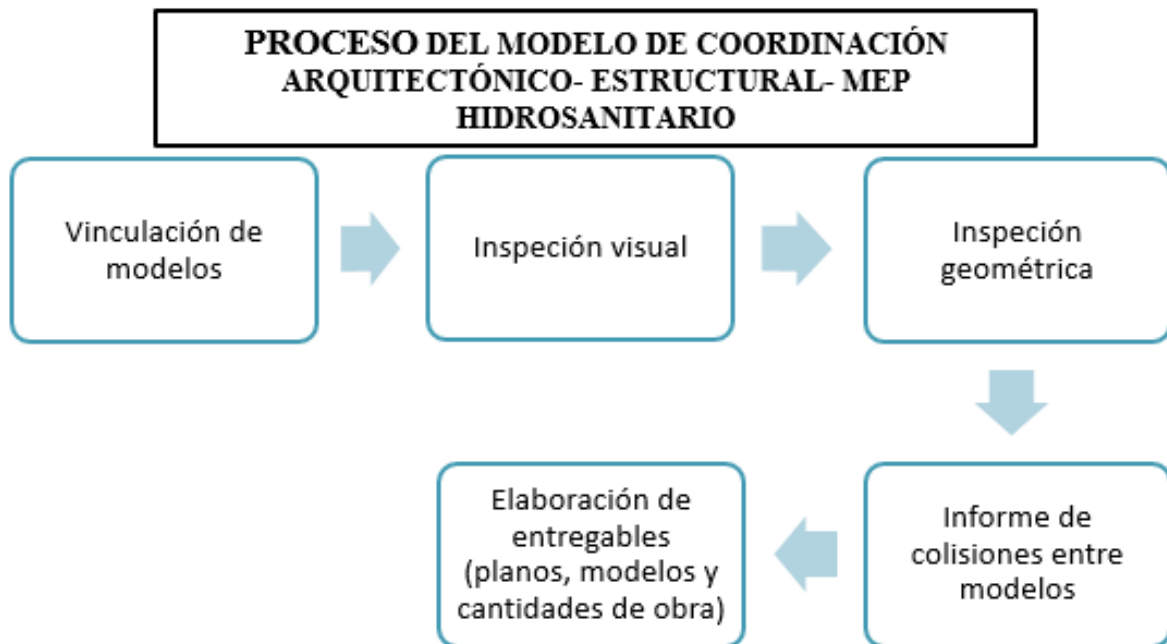 PROCESO DEL MODELO DE COORDINACIÓN
ARQUITECTÓNICO- ESTRUCTURAL- MEP
HIDROSANITARIO
Vinculación de
modelos
Inspeción visual
Inspeción
geométrica
Informe de
colisiones entre
modelos
Elaboración de
entregables
(planos, modelos y
cantidades de obra)